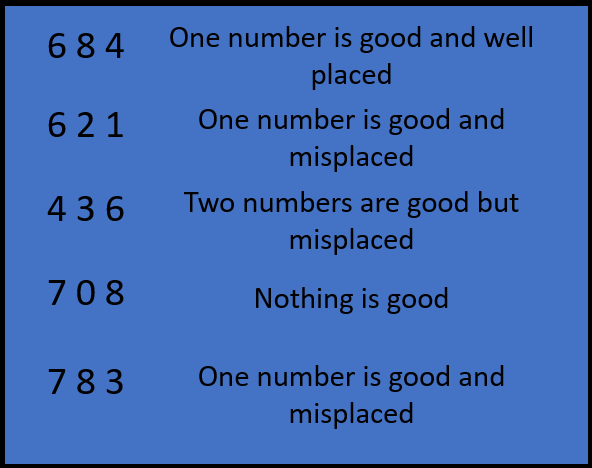 6 8 4 One number is good and well
placed
6 2 1 One number is good and
misplaced
4 3 6 Two numbers are good but
misplaced
7 0 8 Nothing is good
7 8 3 One number is good and
misplaced